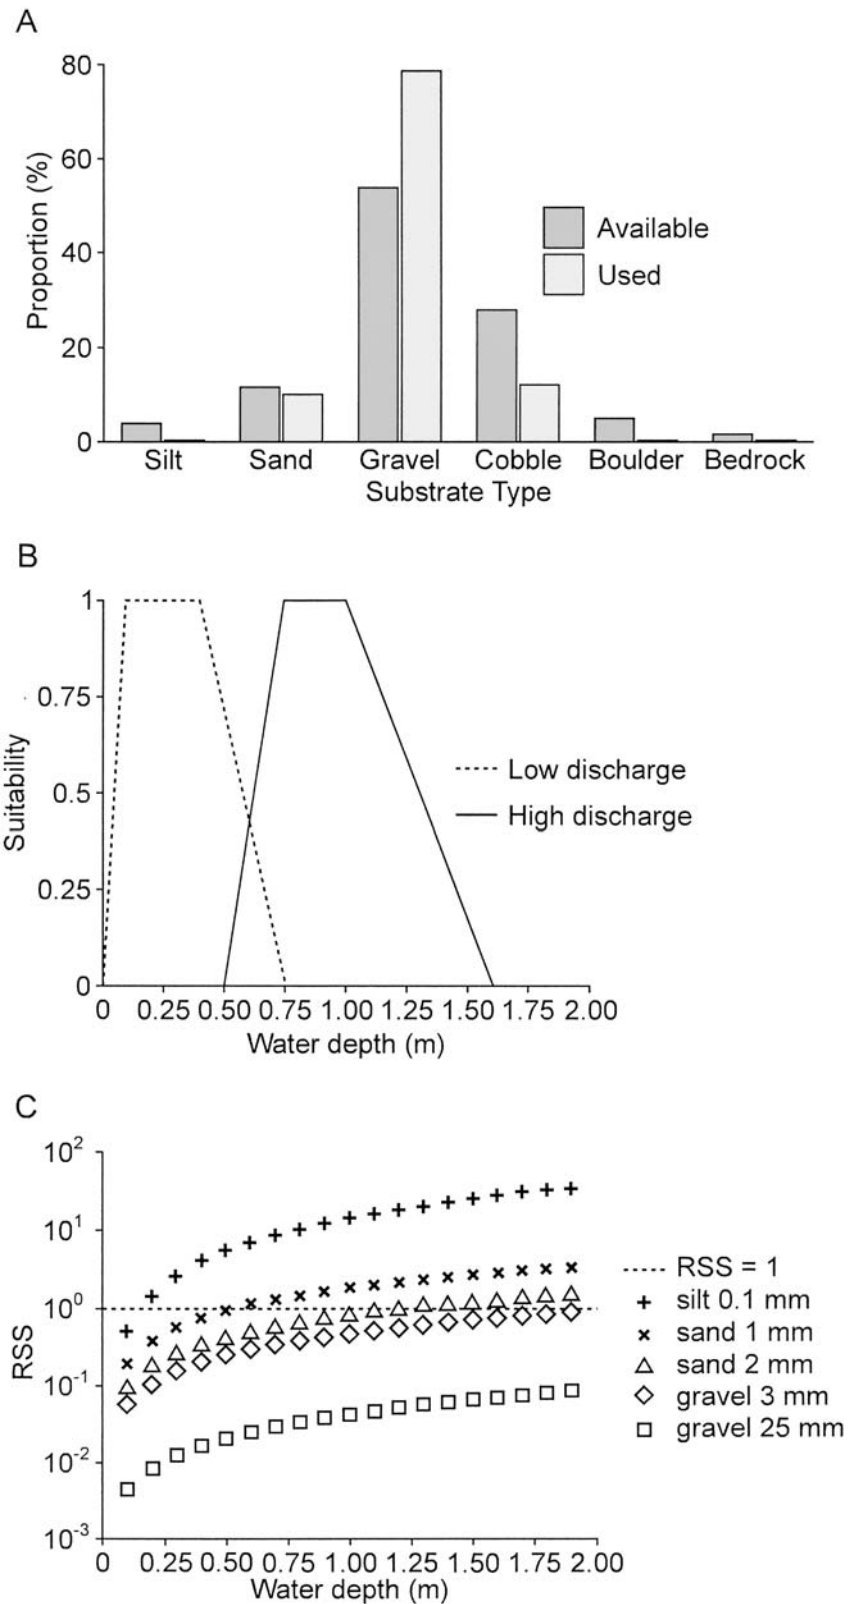 A
80
60
40
20
0
Proportion (%)
Available
Used
Silt Sand Gravel Cobble Boulder Bedrock
Substrate Type
B
1
0.75
0.5
0.25
0
Suitability
Low discharge
High discharge
0 0.25 0.50 0.75 1.00 1.25 1.50 1.75 2.00
Water depth (m)
C
10²
10¹
10⁰
10⁻¹
10⁻²
10⁻³
RSS
RSS = 1
silt 0.1 mm
sand 1 mm
sand 2 mm
gravel 3 mm
gravel 25 mm
0 0.25 0.50 0.75 1.00 1.25 1.50 1.75 2.00
Water depth (m)